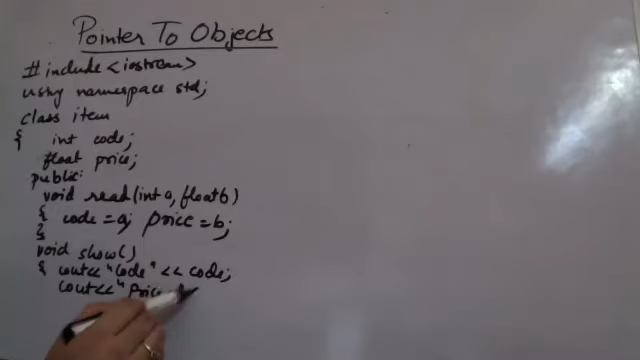 Pointer To Objects
# include <iostream>
using namespace std;
class item
{ int code;
float price;
public:
void read(int a, float b)
{ code = a; price = b;
}
void show()
{ cout<< "Code" << code;
cout<< "Price